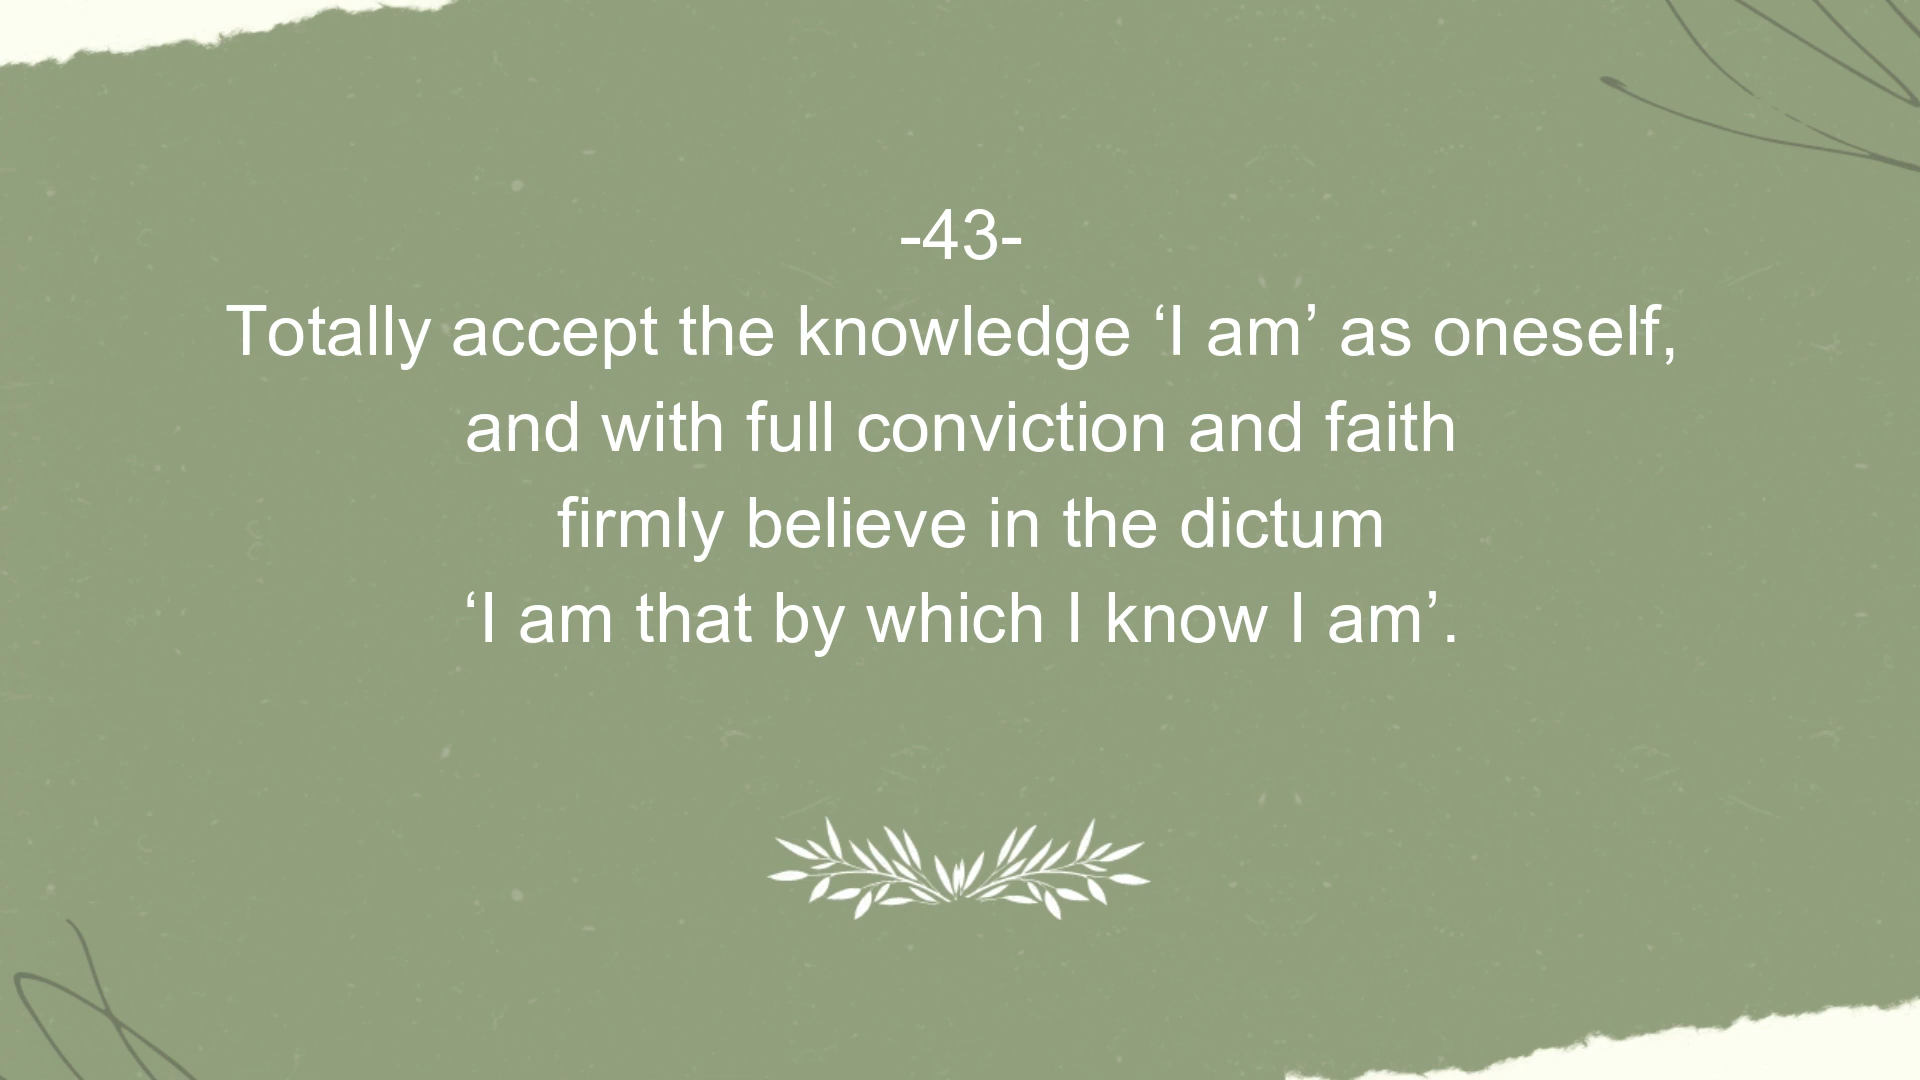 -43-
Totally accept the knowledge ‘I am’ as oneself,
and with full conviction and faith
firmly believe in the dictum
‘I am that by which I know I am’.